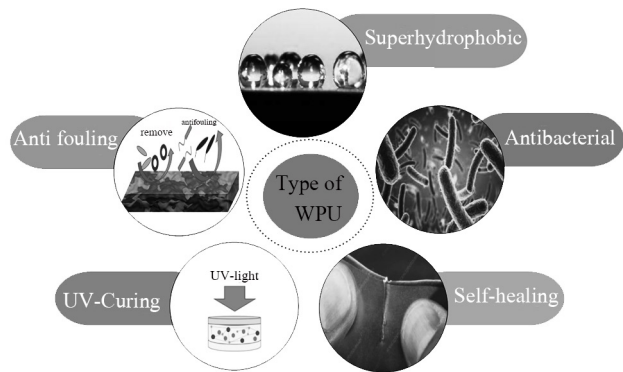 Superhydrophobic
Anti fouling
remove
antifouling
Antibacterial
Type of
WPU
UV-Curing
UV-light
Self-healing